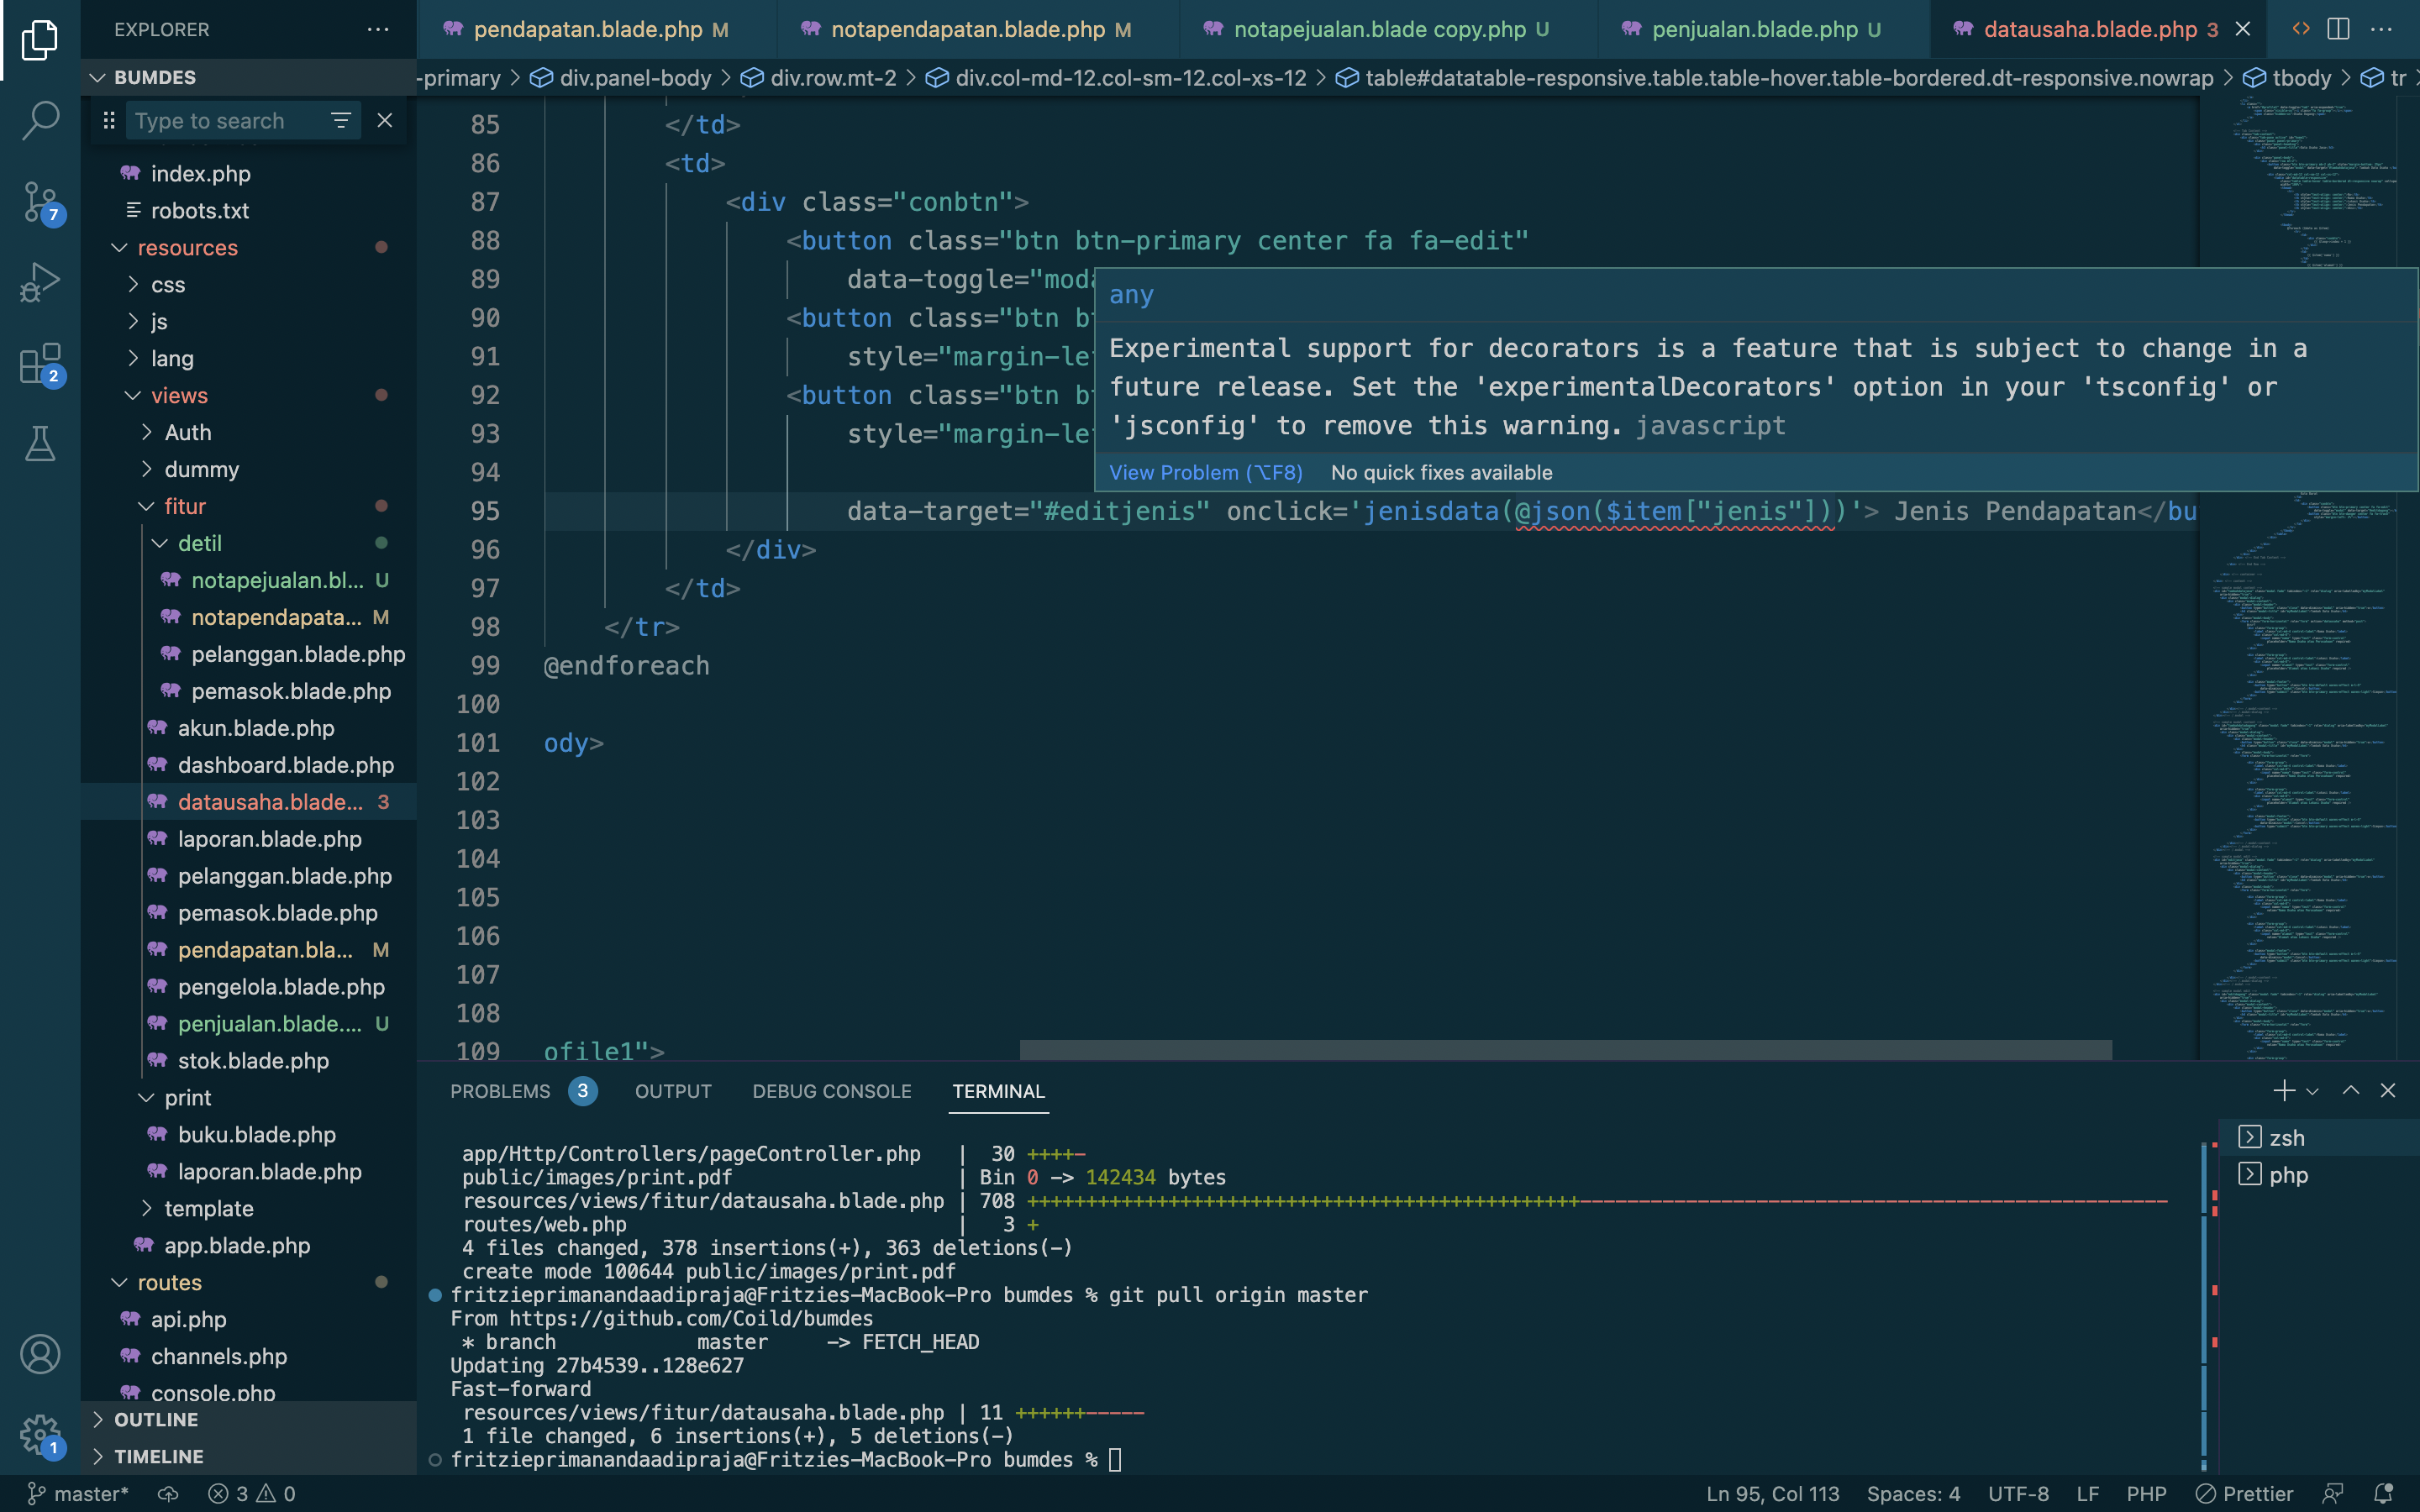 EXPLORER
BUMDES
Type to search
index.php
robots.txt
resources
css
js
lang
views
Auth
dummy
fitur
detil
notapejualan.bl... U
notapendapata... M
pelanggan.blade.php
pemasok.blade.php
akun.blade.php
dashboard.blade.php
datausaha.blade... 3
laporan.blade.php
pelanggan.blade.php
pemasok.blade.php
pendapatan.bla... M
pengelola.blade.php
penjualan.blade.... U
stok.blade.php
print
buku.blade.php
laporan.blade.php
template
app.blade.php
routes
api.php
channels.php
console.php
OUTLINE
TIMELINE
7
2
1
pendapatan.blade.php M
notapendapatan.blade.php M
notapejualan.blade copy.php U
penjualan.blade.php U
datausaha.blade.php 3
-primary > div.panel-body > div.row.mt-2 > div.col-md-12.col-sm-12.col-xs-12 > table#datatable-responsive.table.table-hover.table-bordered.dt-responsive.nowrap > tbody > tr >
85 </td>
86 <td>
87 <div class="conbtn">
88 <button class="btn btn-primary center fa fa-edit"
89 data-toggle="moda
90 <button class="btn b
91 style="margin-le
92 <button class="btn b
93 style="margin-le
94
95 data-target="#editjenis" onclick='jenisdata(@json($item["jenis"]))'> Jenis Pendapatan</bu
96 </div>
97 </td>
98 </tr>
99 @endforeach
100
101 ody>
102
103
104
105
106
107
108
109 ofile1">
any
Experimental support for decorators is a feature that is subject to change in a
future release. Set the 'experimentalDecorators' option in your 'tsconfig' or
'jsconfig' to remove this warning. javascript
View Problem (⌥F8) No quick fixes available
PROBLEMS 3 OUTPUT DEBUG CONSOLE TERMINAL
app/Http/Controllers/pageController.php | 30 ++++-
public/images/print.pdf | Bin 0 -> 142434 bytes
resources/views/fitur/datausaha.blade.php | 708 +++++++++++++++++++++++++++++++++++++++++++++++--------------------------------------------------
routes/web.php | 3 +
4 files changed, 378 insertions(+), 363 deletions(-)
create mode 100644 public/images/print.pdf
fritzieprimanandaadipraja@Fritzies-MacBook-Pro bumdes % git pull origin master
From https://github.com/Coild/bumdes
* branch master -> FETCH_HEAD
Updating 27b4539..128e627
Fast-forward
resources/views/fitur/datausaha.blade.php | 11 ++++++-----
1 file changed, 6 insertions(+), 5 deletions(-)
fritzieprimanandaadipraja@Fritzies-MacBook-Pro bumdes %
zsh
php
master* 3 0
Ln 95, Col 113 Spaces: 4 UTF-8 LF PHP Prettier